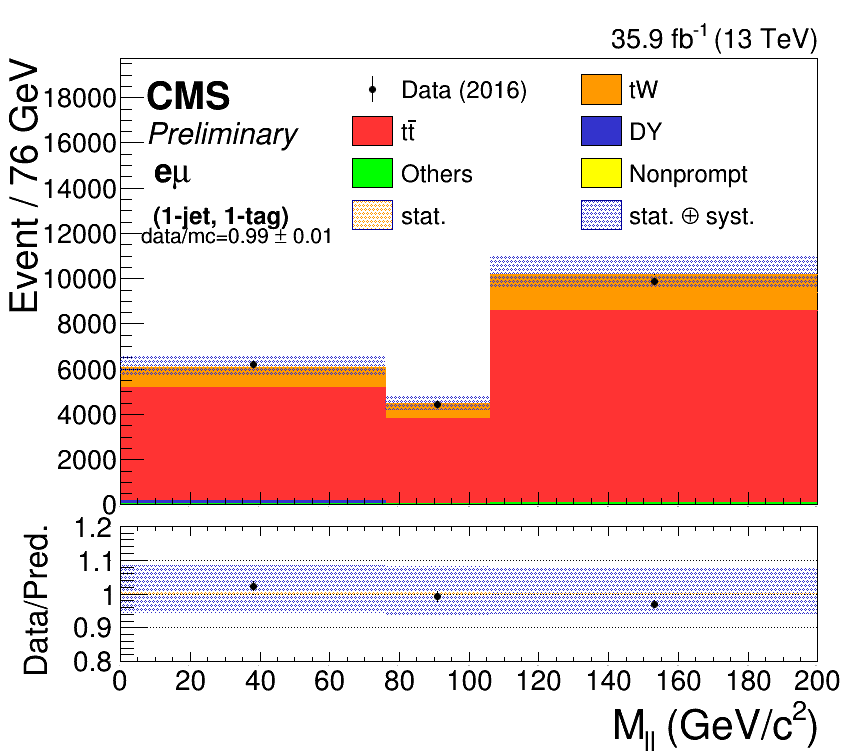 35.9 fb⁻¹ (13 TeV)
Event / 76 GeV
18000
16000
14000
12000
10000
8000
6000
4000
2000
0
CMS
Preliminary
eμ
(1-jet, 1-tag)
data/mc=0.99 ± 0.01
Data (2016)
tW
tt̄
DY
Others
Nonprompt
stat.
stat. ⊕ syst.
Data/Pred.
1.2
1.1
1
0.9
0.8
0 20 40 60 80 100 120 140 160 180 200
M_ll (GeV/c²)